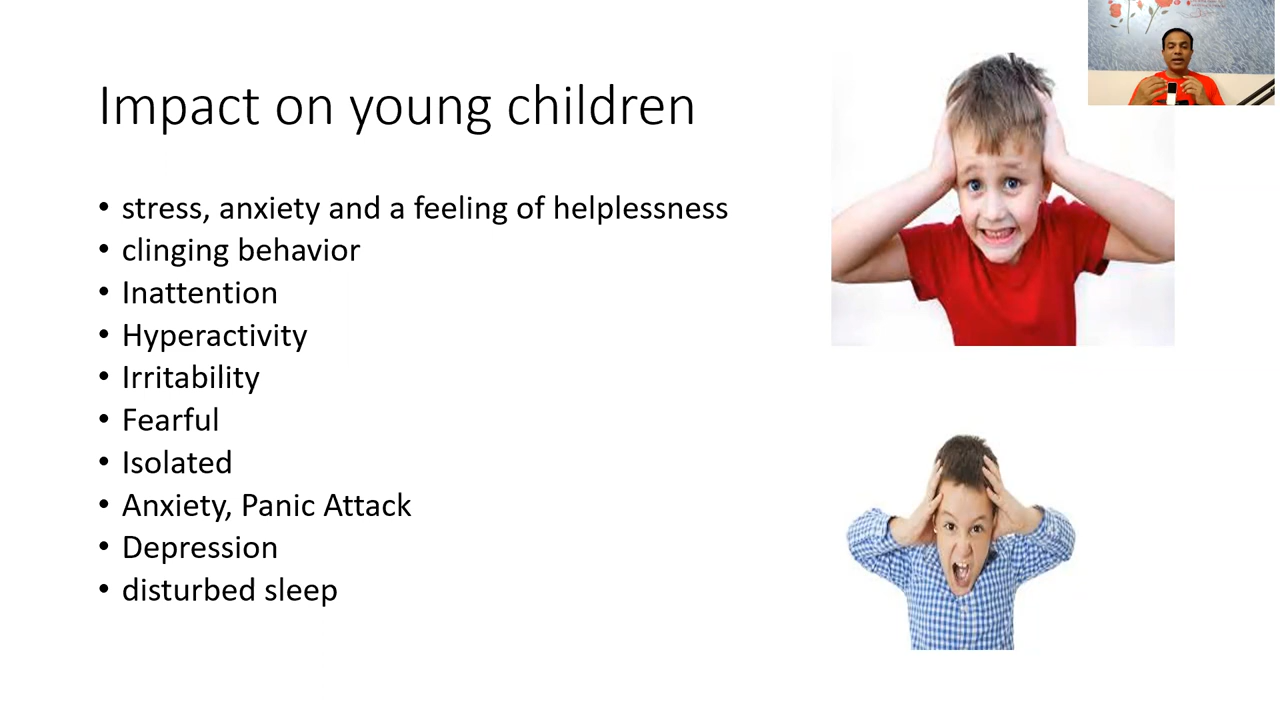 Impact on young children
• stress, anxiety and a feeling of helplessness
• clinging behavior
• Inattention
• Hyperactivity
• Irritability
• Fearful
• Isolated
• Anxiety, Panic Attack
• Depression
• disturbed sleep